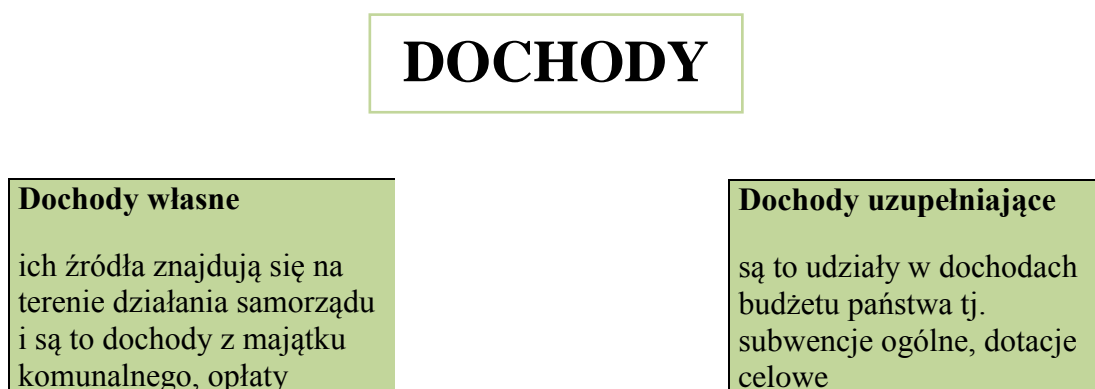 DOCHODY
Dochody własne
ich źródła znajdują się na
terenie działania samorządu
i są to dochody z majątku
komunalnego, opłaty
Dochody uzupełniające
są to udziały w dochodach
budżetu państwa tj.
subwencje ogólne, dotacje
celowe